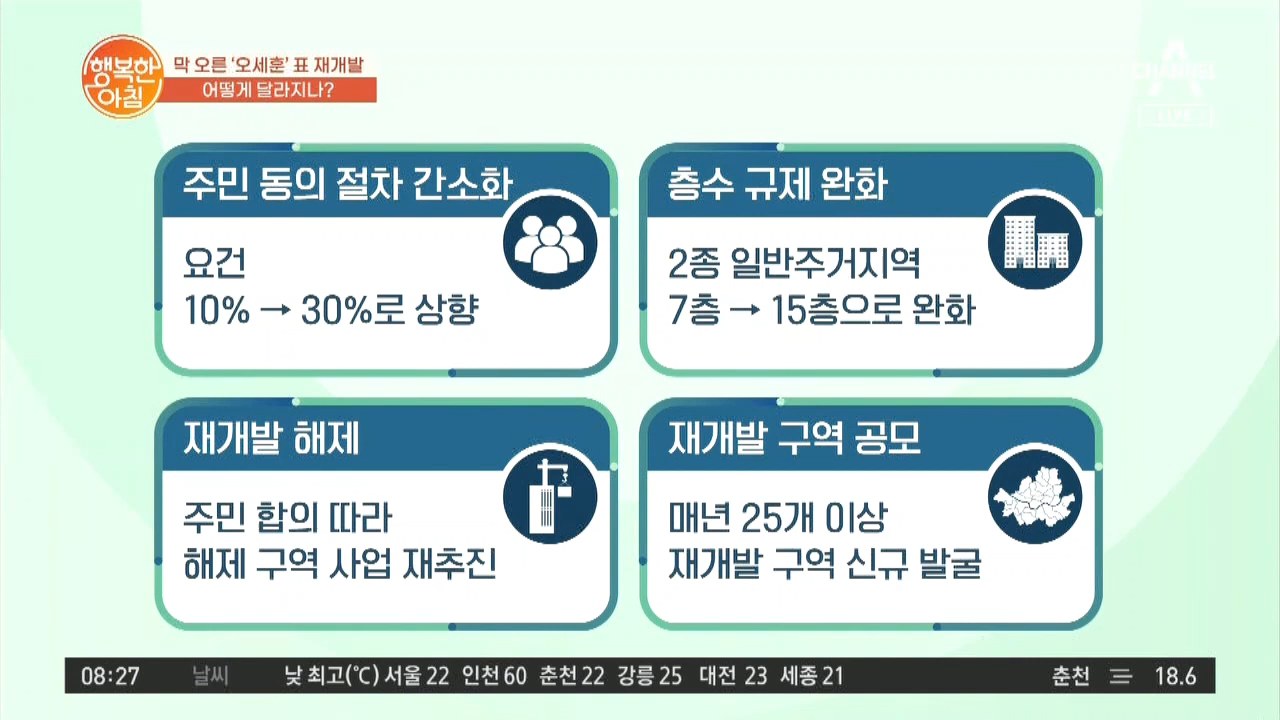 행복한
아침
막 오른 '오세훈' 표 재개발
어떻게 달라지나?
CHANNEL A
LIVE
주민 동의 절차 간소화
요건
10% → 30%로 상향
층수 규제 완화
2종 일반주거지역
7층 → 15층으로 완화
재개발 해제
주민 합의 따라
해제 구역 사업 재추진
재개발 구역 공모
매년 25개 이상
재개발 구역 신규 발굴
08:27 날씨 낮 최고(℃) 서울 22 인천 60 춘천 22 강릉 25 대전 23 세종 21 춘천 18.6